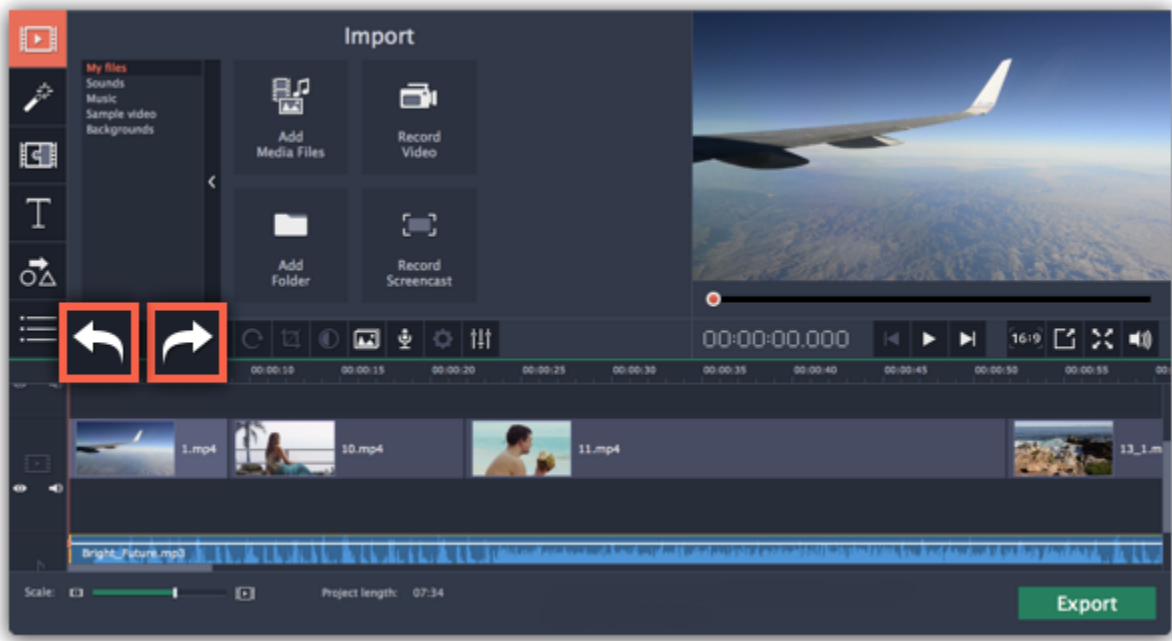 Import
My files
Sounds
Music
Sample video
Backgrounds
Add
Media Files
Record
Video
Add
Folder
Record
Screencast
T
00:00:00.000
16:9
00:00:10
00:00:15
00:00:20
00:00:25
00:00:30
00:00:35
00:00:40
00:00:45
00:00:50
00:00:55
00:
1.mp4
10.mp4
11.mp4
13_1.m
Bright_Future.mp3
Scale:
Project length: 07:34
Export